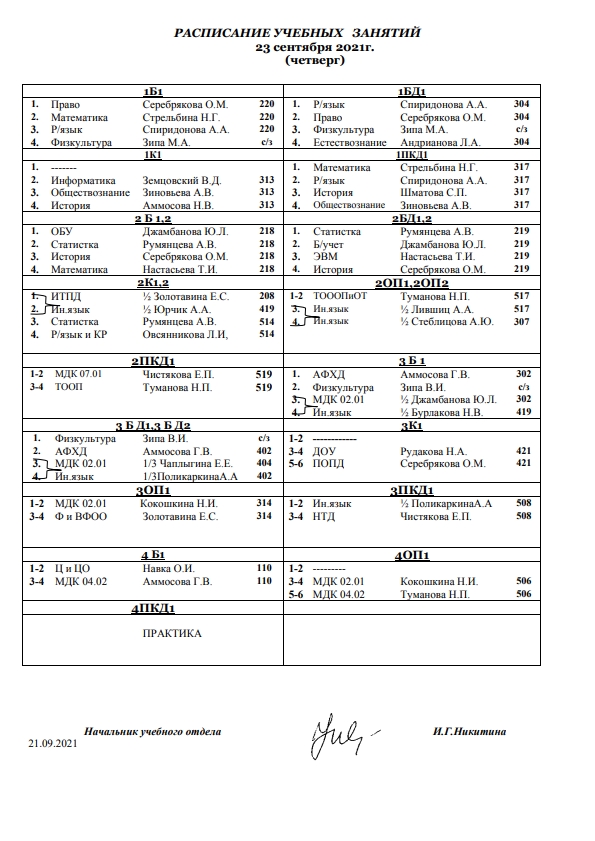 РАСПИСАНИЕ УЧЕБНЫХ ЗАНЯТИЙ
23 сентября 2021г.
(четверг)
1Б1
1. Право Серебрякова О.М. 220
2. Математика Стрельбина Н.Г. 220
3. Р/язык Спиридонова А.А. 220
4. Физкультура Зипа М.А. с/з
1БД1
1. Р/язык Спиридонова А.А. 304
2. Право Серебрякова О.М. 304
3. Физкультура Зипа М.А. с/з
4. Естествознание Андрианова Л.А. 304
1К1
1. -------
2. Информатика Земцовский В.Д. 313
3. Обществознание Зиновьева А.В. 313
4. История Аммосова Н.В. 313
1ПКД1
1. Математика Стрельбина Н.Г. 317
2. Р/язык Спиридонова А.А. 317
3. История Шматова С.П. 317
4. Обществознание Зиновьева А.В. 317
2 Б 1,2
1. ОБУ Джамбанова Ю.Л. 218
2. Статистка Румянцева А.В. 218
3. История Серебрякова О.М. 218
4. Математика Настасьева Т.И. 218
2БД1,2
1. Статистка Румянцева А.В. 219
2. Б/учет Джамбанова Ю.Л. 219
3. ЭВМ Настасьева Т.И. 219
4. История Серебрякова О.М. 219
2К1,2
1. ИТПД ½ Золотавина Е.С. 208
2. Ин.язык ½ Юрчик А.А. 419
3. Статистка Румянцева А.В. 514
4. Р/язык и КР Овсянникова Л.И, 514
2ОП1,2ОП2
1-2 ТОООПиОТ Туманова Н.П. 517
3. Ин.язык ½ Лившиц А.А. 517
4. Ин.язык ½ Стеблицова А.Ю. 307
2ПКД1
1-2 МДК 07.01 Чистякова Е.П. 519
3-4 ТООП Туманова Н.П. 519
3 Б 1
1. АФХД Аммосова Г.В. 302
2. Физкультура Зипа В.И. с/з
3. МДК 02.01 ½ Джамбанова Ю.Л. 302
4. Ин.язык ½ Бурлакова Н.В. 419
3 Б Д1,3 Б Д2
1. Физкультура Зипа В.И. с/з
2. АФХД Аммосова Г.В. 402
3. МДК 02.01 1/3 Чаплыгина Е.Е. 404
4. Ин.язык 1/3ПоликаркинаА.А 402
3К1
1-2 ------------
3-4 ДОУ Рудакова Н.А. 421
5-6 ПОПД Серебрякова О.М. 421
3ОП1
1-2 МДК 02.01 Кокошкина Н.И. 314
3-4 Ф и ВФОО Золотавина Е.С. 314
3ПКД1
1-2 Ин.язык ½ ПоликаркинаА.А 508
3-4 НТД Чистякова Е.П. 508
4 Б1
1-2 Ц и ЦО Навка О.И. 110
3-4 МДК 04.02 Аммосова Г.В. 110
4ОП1
1-2 ---------
3-4 МДК 02.01 Кокошкина Н.И. 506
5-6 МДК 04.02 Туманова Н.П. 506
4ПКД1
ПРАКТИКА
Начальник учебного отдела И.Г.Никитина
21.09.2021